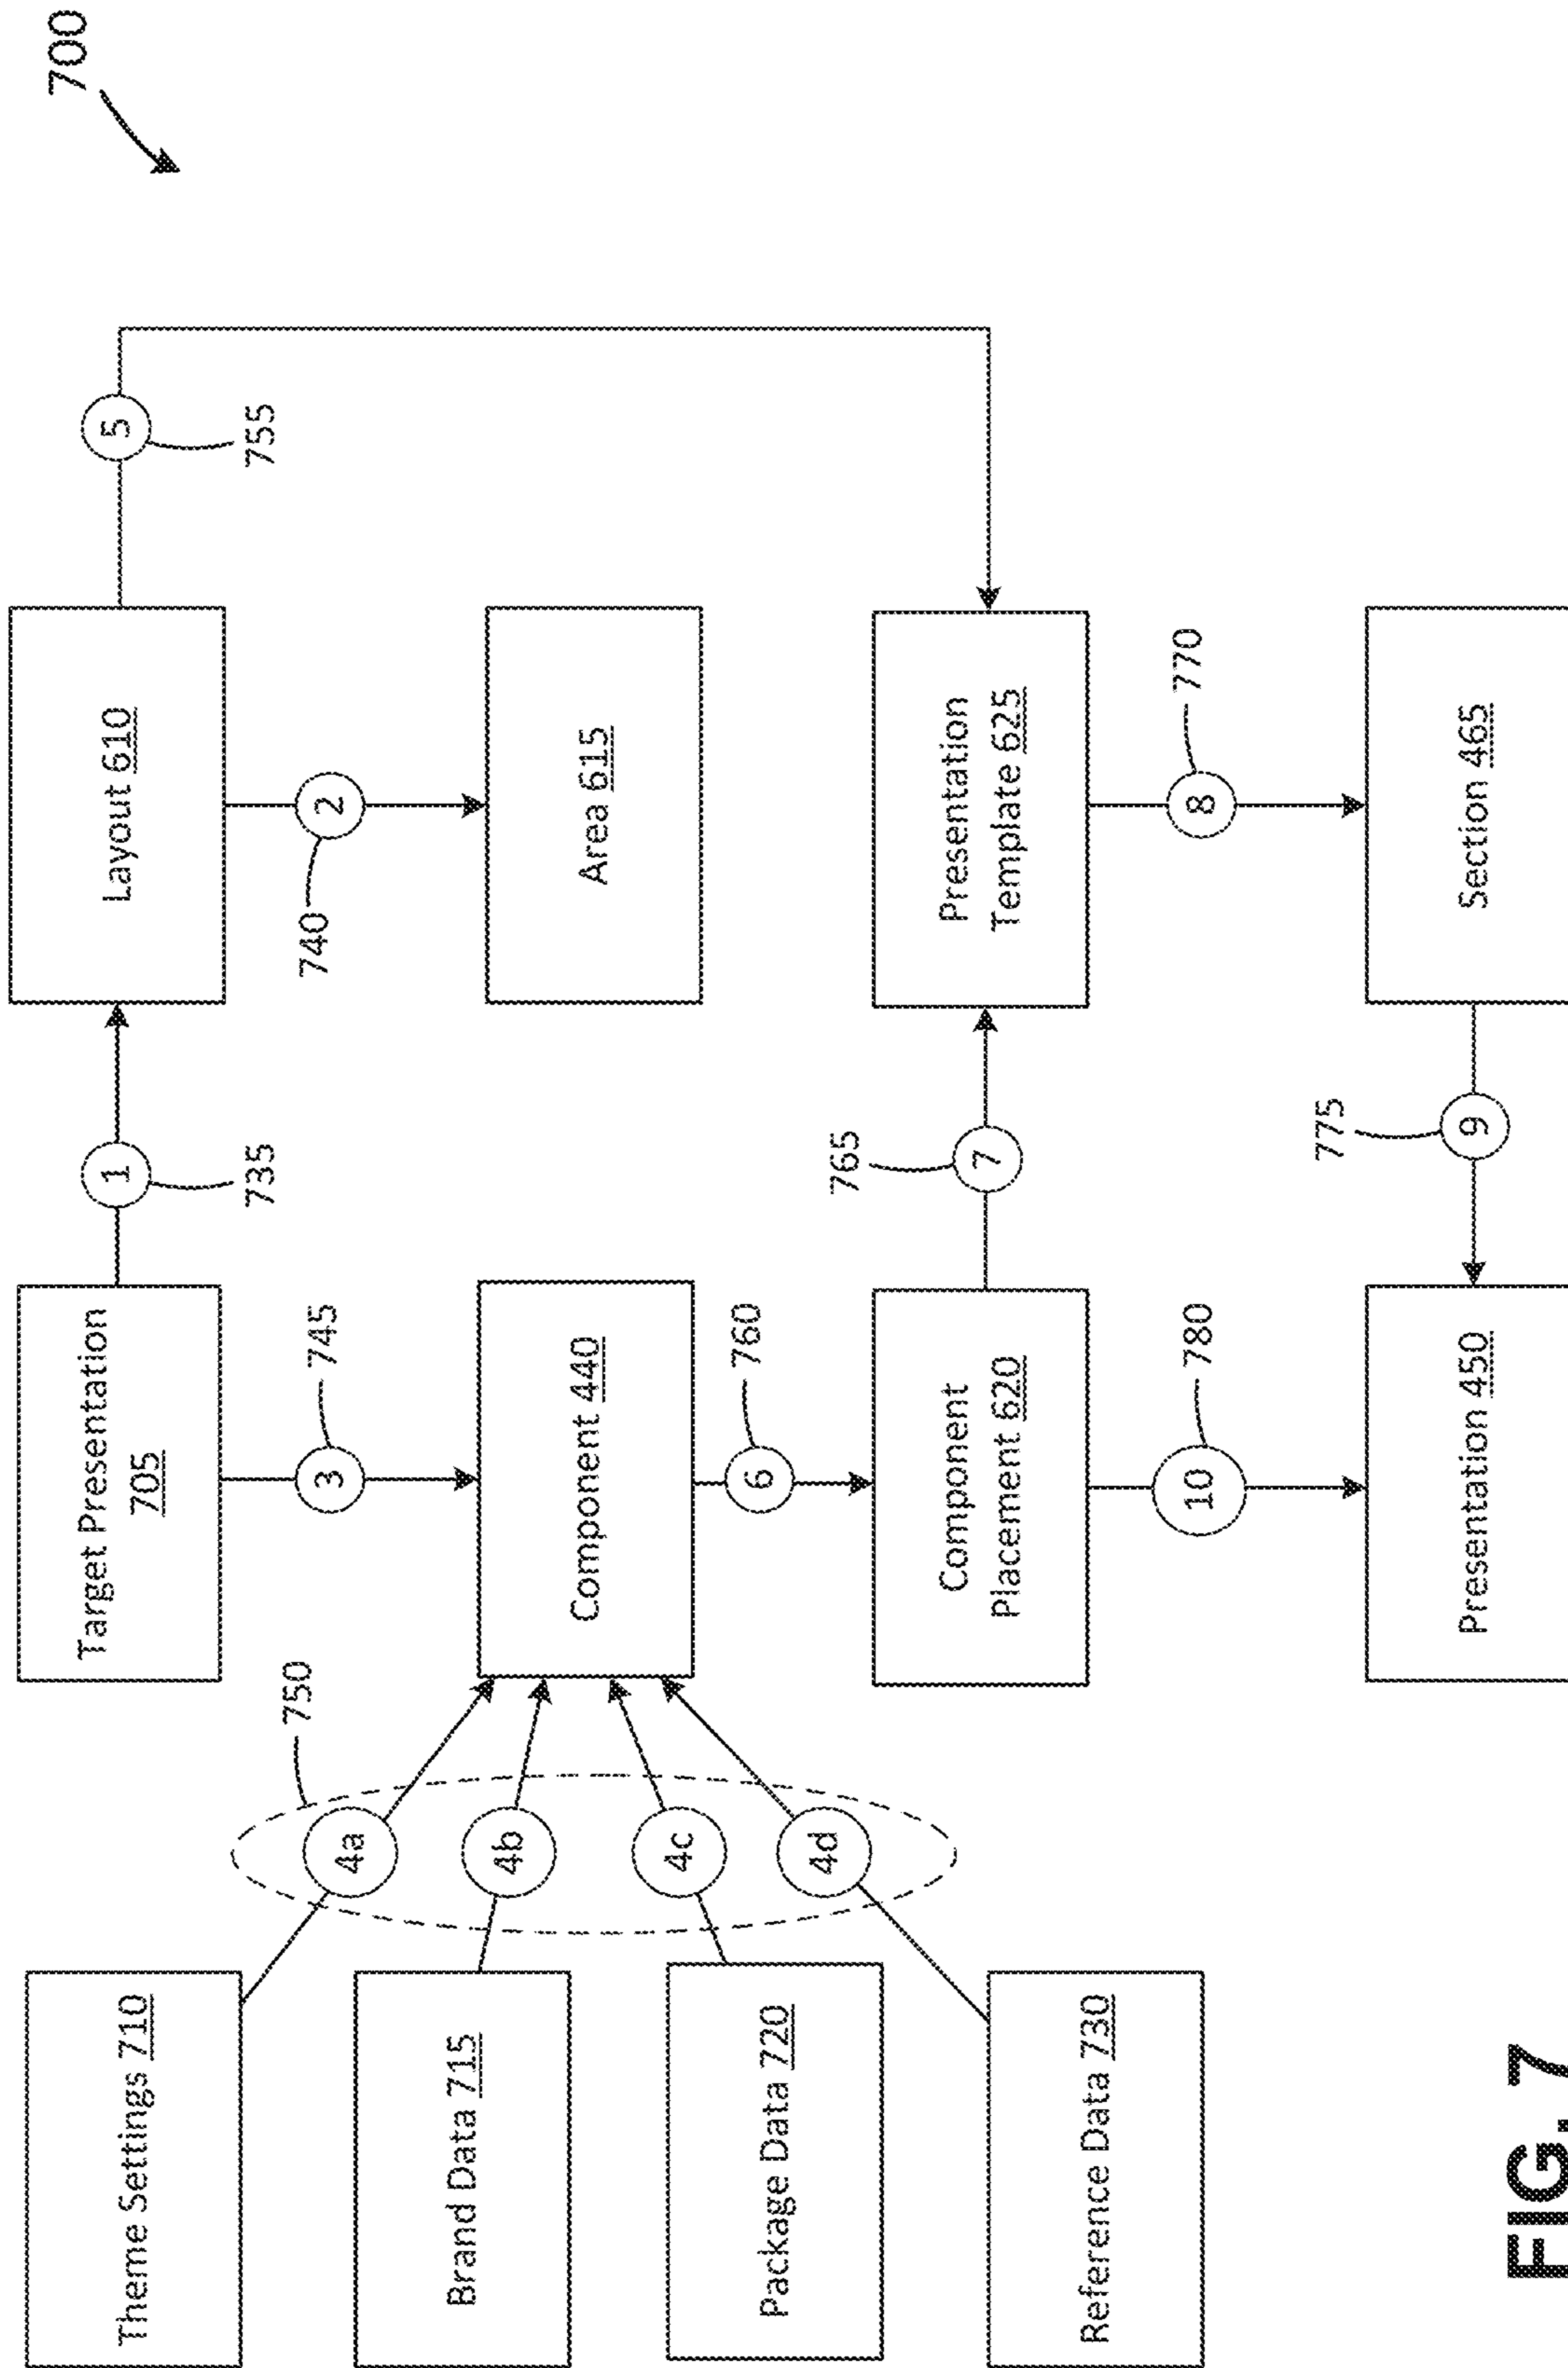 700
Theme Settings 710
Brand Data 715
Package Data 720
Reference Data 730
4a
4b
4c
4d
750
Target Presentation
705
1
735
Layout 610
5
755
3
745
2
740
Component 440
Area 615
6
760
Component
Placement 620
7
765
Presentation
Template 625
10
780
8
770
Presentation 450
9
775
Section 465
FIG. 7